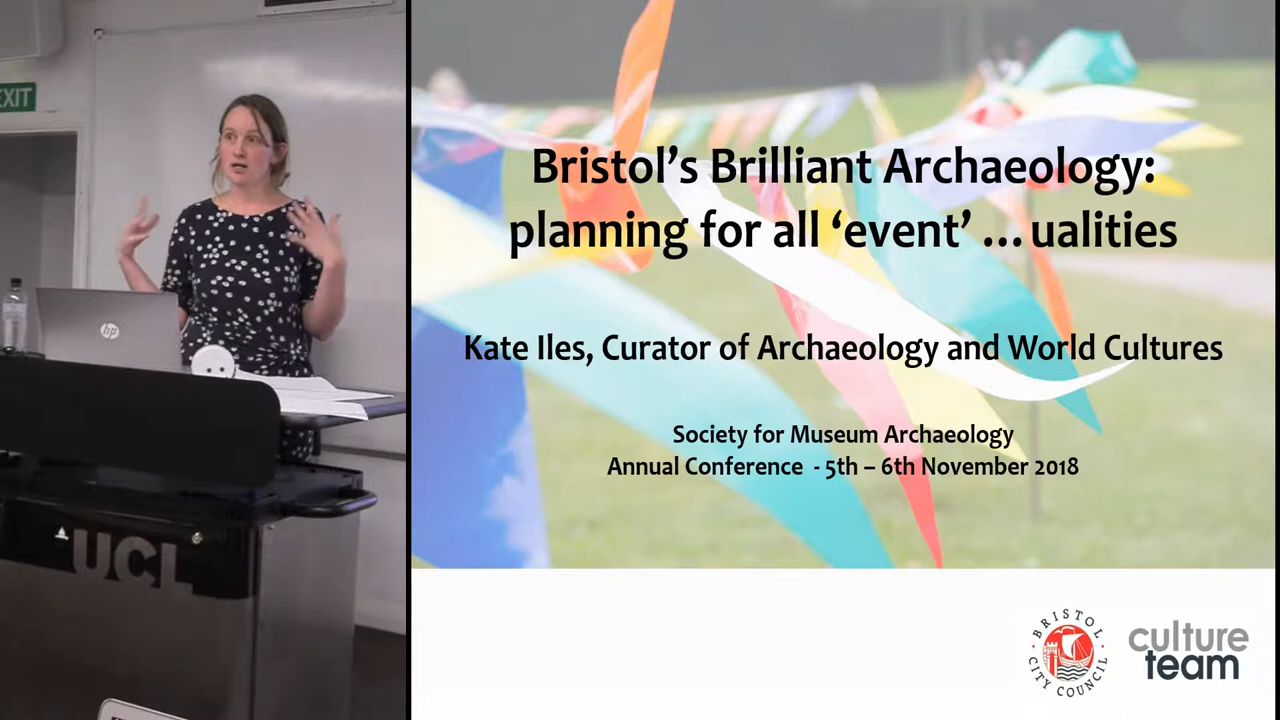 EXIT
hp
UCL
Bristol’s Brilliant Archaeology:
planning for all ‘event’ ...ualities
Kate Iles, Curator of Archaeology and World Cultures
Society for Museum Archaeology
Annual Conference - 5th – 6th November 2018
BRISTOL
CITY COUNCIL
culture
team